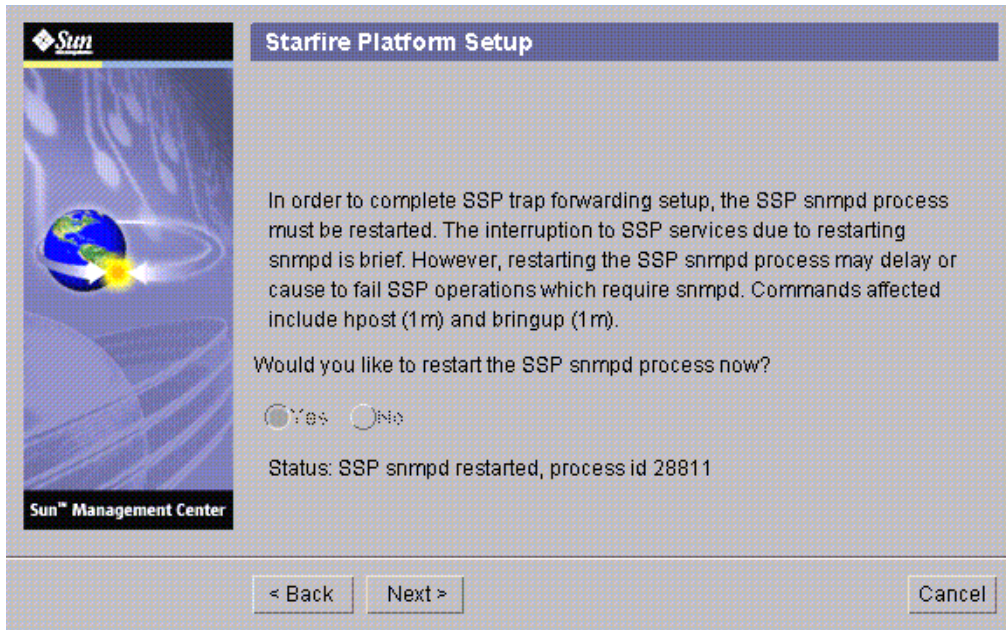 Sun
Starfire Platform Setup
In order to complete SSP trap forwarding setup, the SSP snmpd process
must be restarted. The interruption to SSP services due to restarting
snmpd is brief. However, restarting the SSP snmpd process may delay or
cause to fail SSP operations which require snmpd. Commands affected
include hpost (1m) and bringup (1m).
Would you like to restart the SSP snmpd process now?
Yes No
Status: SSP snmpd restarted, process id 28811
Sun™ Management Center
< Back Next > Cancel